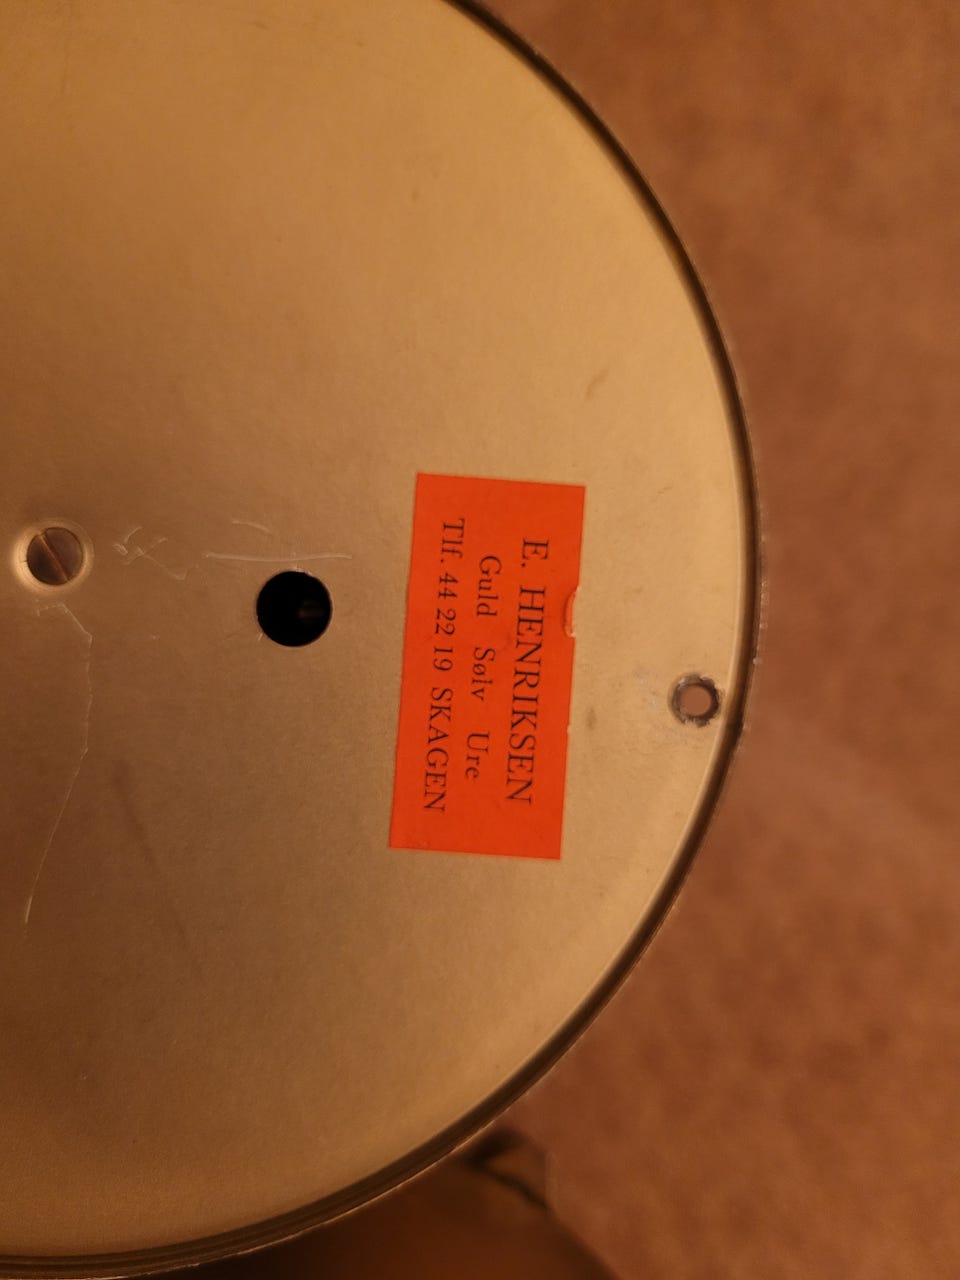 E. HENRIKSEN
Guld Sølv Ure
Tlf. 44 22 19 SKAGEN